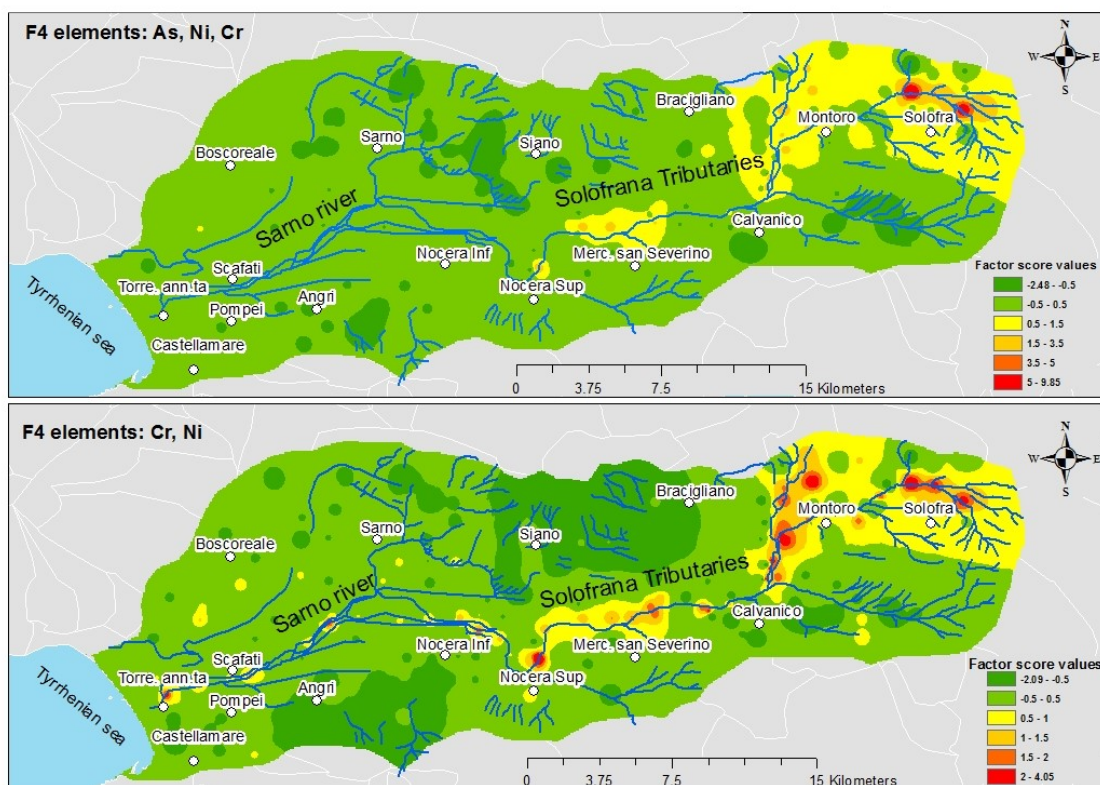 F4 elements: As, Ni, Cr
N
W E
S
Bracigliano
Montoro
Solofra
Sarno
Siano
Boscoreale
Solofrana Tributaries
Sarno river
Calvanico
Nocera Inf
Merc. san Severino
Scafati
Torre. ann.ta
Nocera Sup
Angri
Pompei
Castellamare
Tyrrhenian sea
Factor score values
-2.48 - -0.5
-0.5 - 0.5
0.5 - 1.5
1.5 - 3.5
3.5 - 5
5 - 9.85
0 3.75 7.5 15 Kilometers
F4 elements: Cr, Ni
N
W E
S
Bracigliano
Montoro
Solofra
Sarno
Siano
Boscoreale
Solofrana Tributaries
Sarno river
Calvanico
Nocera Inf
Merc. san Severino
Scafati
Torre. ann.ta
Nocera Sup
Angri
Pompei
Castellamare
Tyrrhenian sea
Factor score values
-2.09 - -0.5
-0.5 - 0.5
0.5 - 1
1 - 1.5
1.5 - 2
2 - 4.05
0 3.75 7.5 15 Kilometers